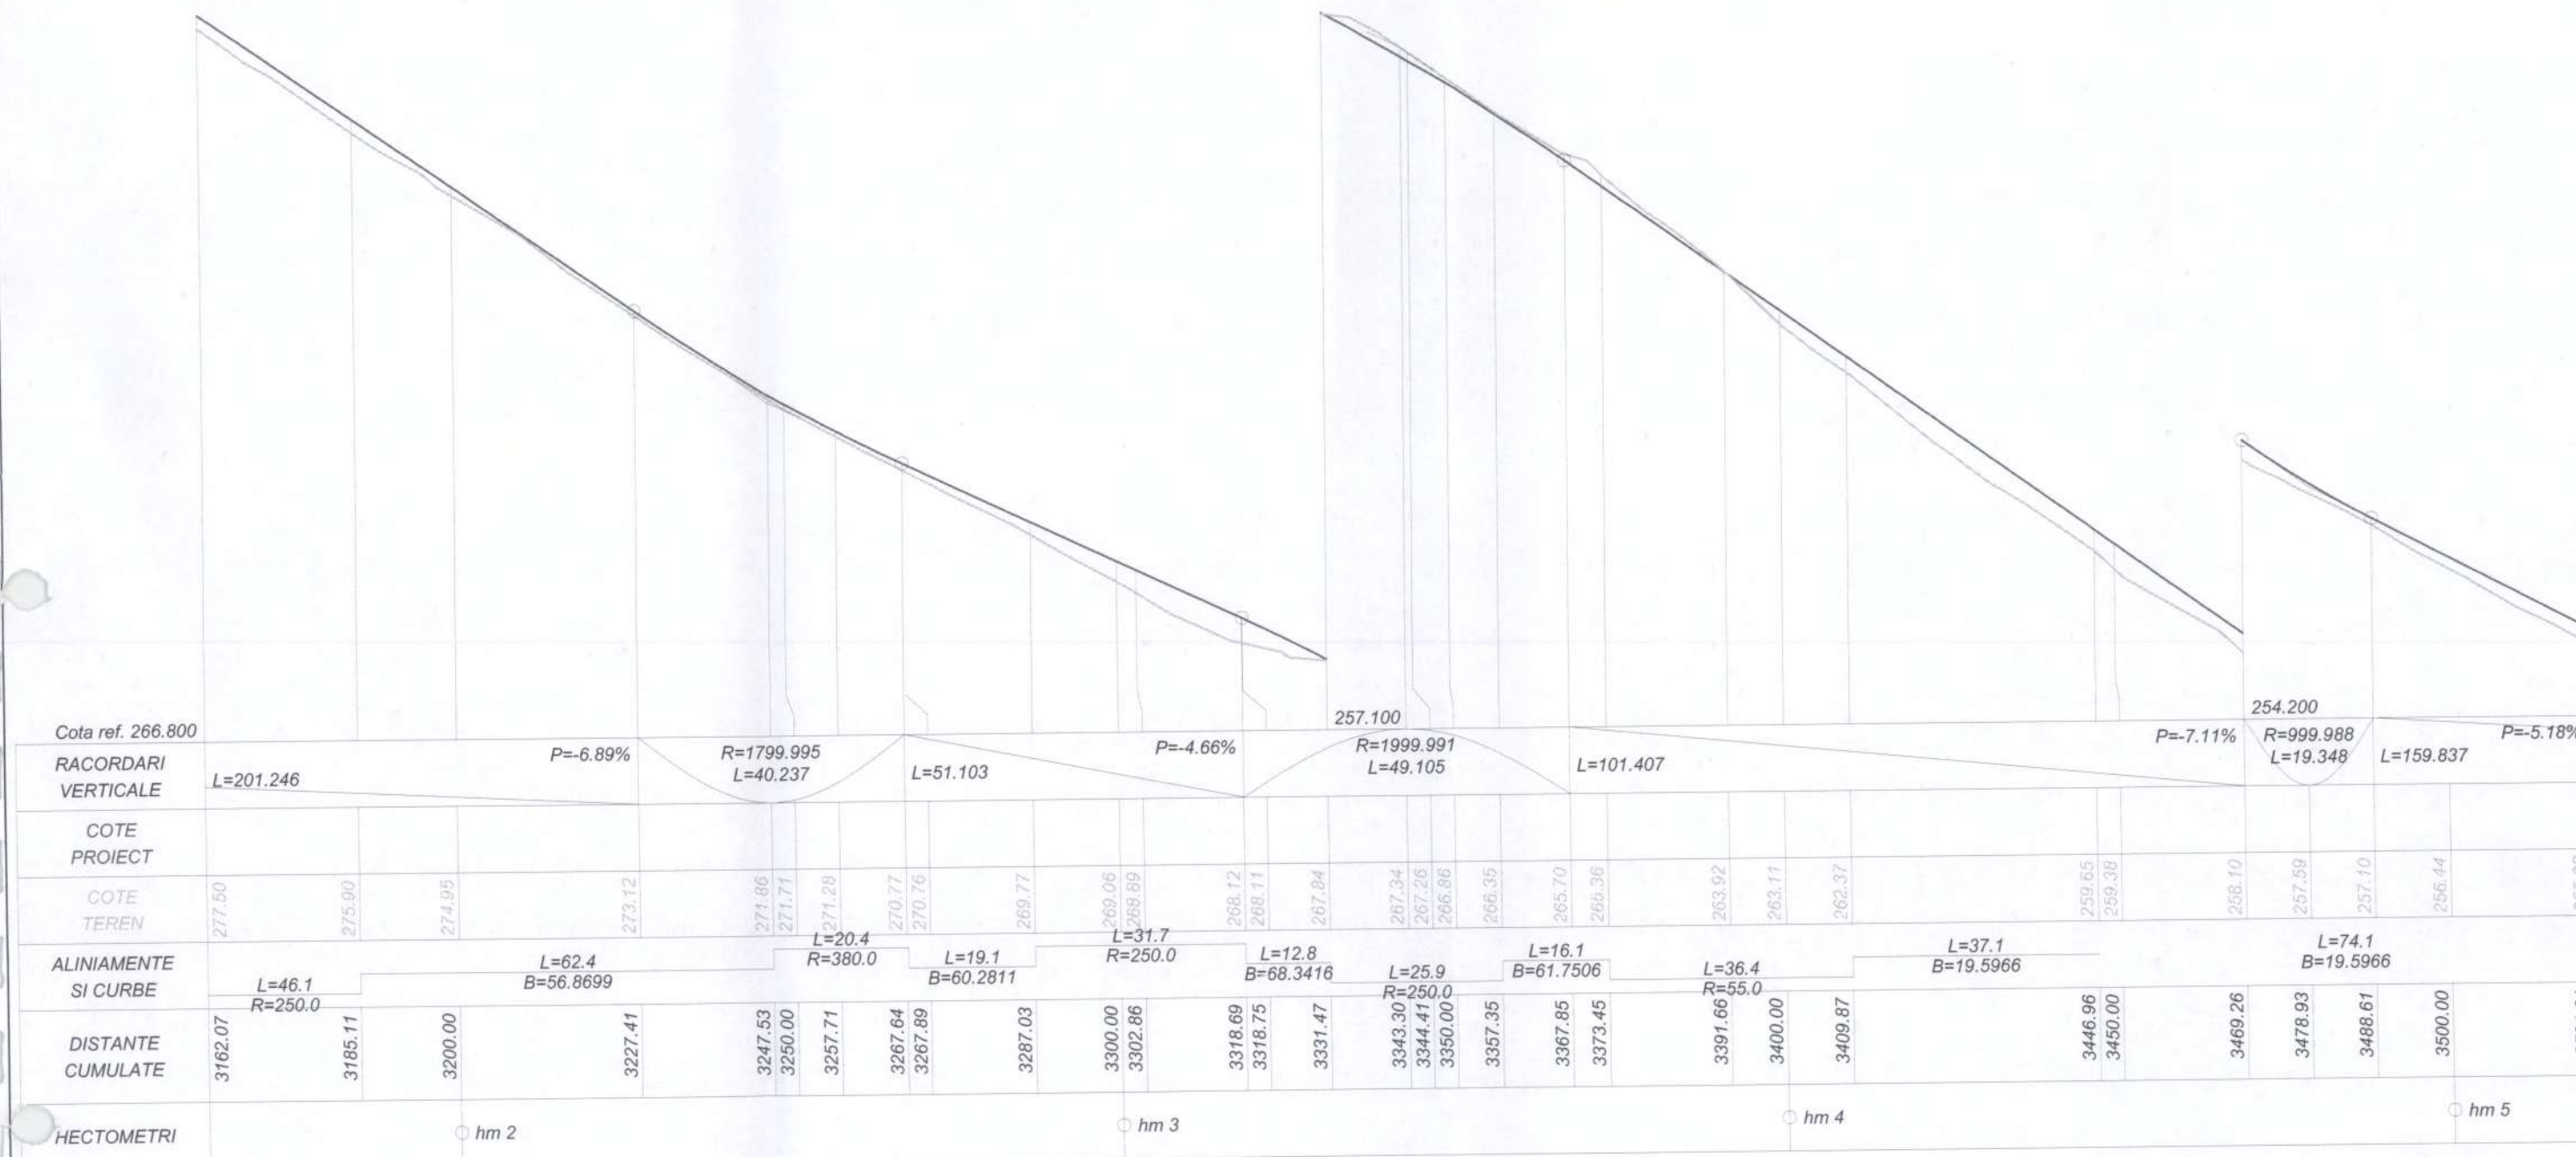 Cota ref. 266.800
257.100
254.200
RACORDARI
VERTICALE
L=201.246
P=-6.89%
R=1799.995
L=40.237
L=51.103
P=-4.66%
R=1999.991
L=49.105
L=101.407
P=-7.11%
R=999.988
L=19.348
L=159.837
P=-5.18%
COTE
PROIECT
COTE
TEREN
277.50
275.90
274.95
273.12
271.86
271.71
271.28
270.77
270.76
269.77
269.06
268.89
268.12
268.11
267.84
267.34
267.26
266.86
266.35
265.70
265.36
263.92
263.11
262.37
259.65
259.38
258.10
257.59
257.10
256.44
ALINIAMENTE
SI CURBE
L=46.1
R=250.0
L=62.4
B=56.8699
L=20.4
R=380.0
L=19.1
B=60.2811
L=31.7
R=250.0
L=12.8
B=68.3416
L=25.9
R=250.0
L=16.1
B=61.7506
L=36.4
R=55.0
L=37.1
B=19.5966
L=74.1
B=19.5966
DISTANTE
CUMULATE
3162.07
3185.11
3200.00
3227.41
3247.53
3250.00
3257.71
3267.64
3267.89
3287.03
3300.00
3302.86
3318.69
3318.75
3331.47
3343.30
3344.41
3350.00
3357.35
3367.85
3373.45
3391.66
3400.00
3409.87
3446.96
3450.00
3469.26
3478.93
3488.61
3500.00
HECTOMETRI
hm 2
hm 3
hm 4
hm 5